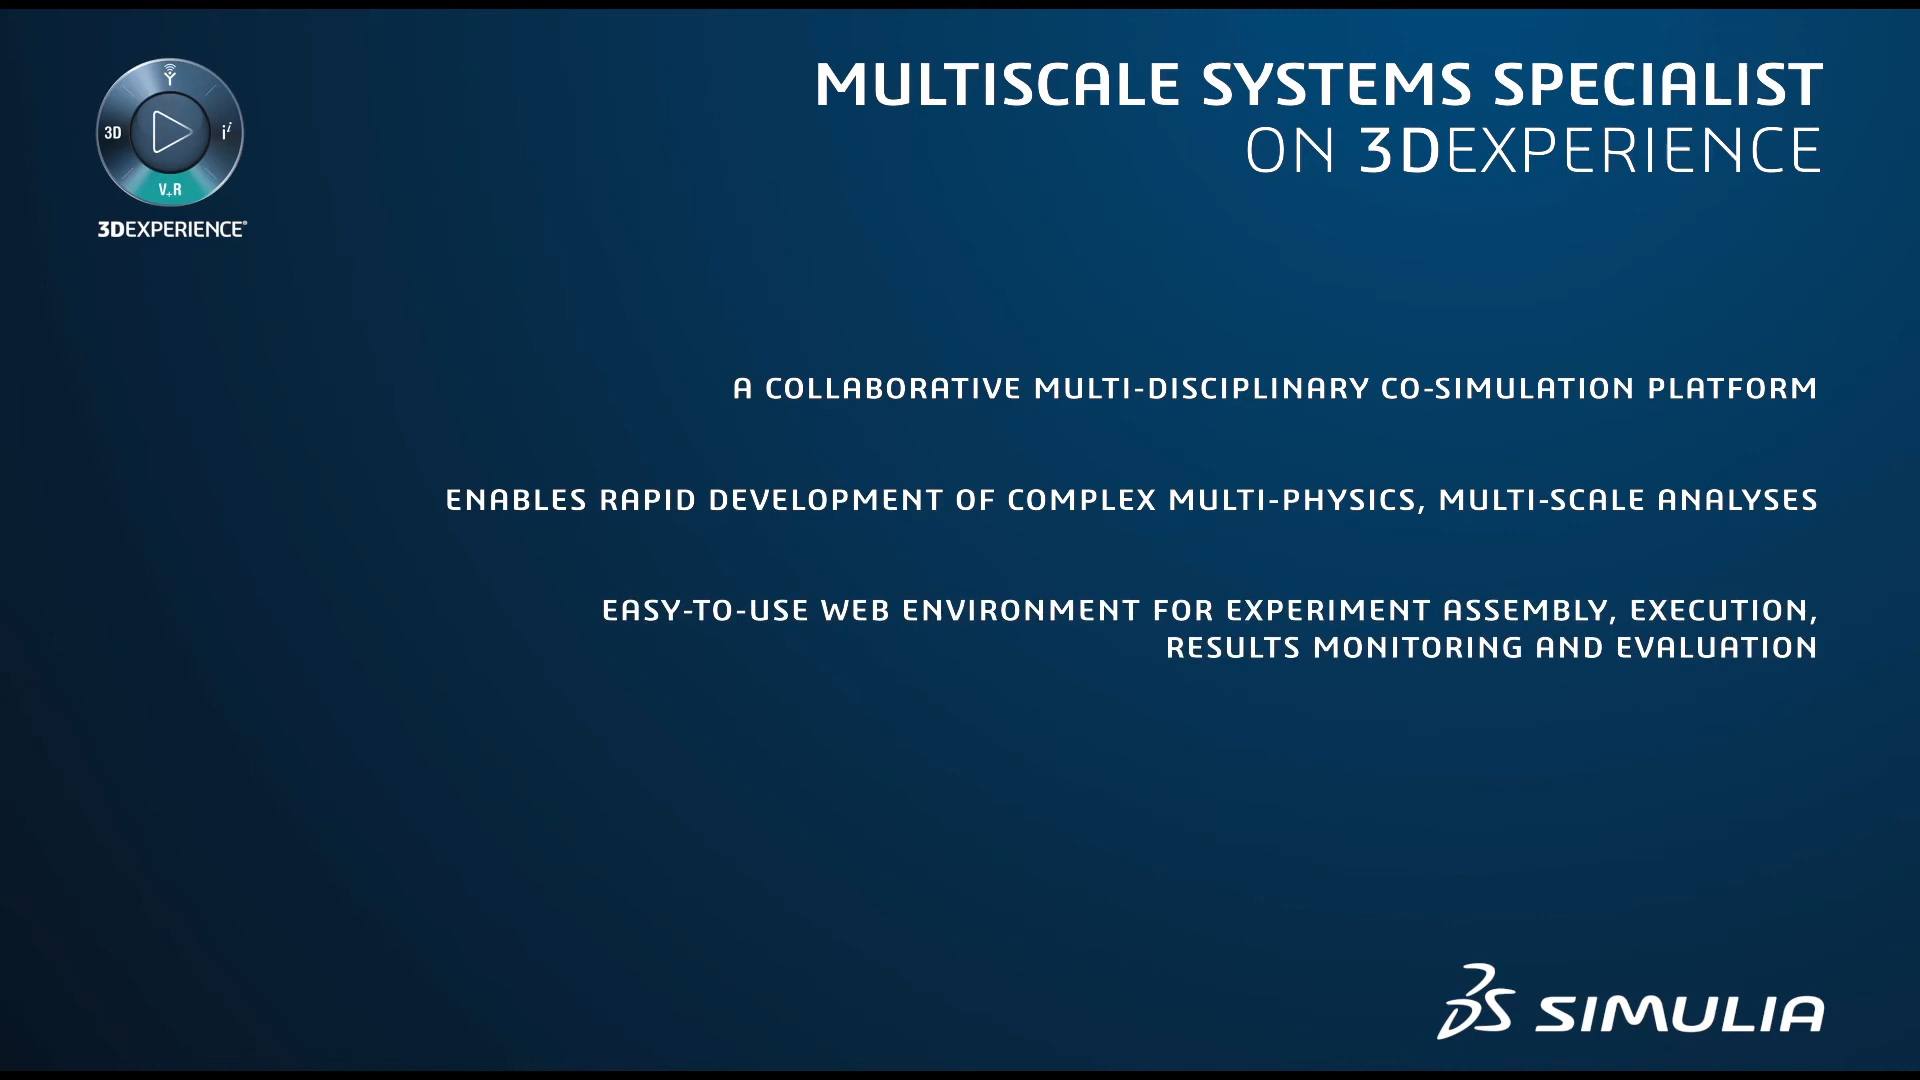 MULTISCALE SYSTEMS SPECIALIST
ON 3DEXPERIENCE
3D
i i
V+R
3DEXPERIENCE®
A COLLABORATIVE MULTI-DISCIPLINARY CO-SIMULATION PLATFORM
ENABLES RAPID DEVELOPMENT OF COMPLEX MULTI-PHYSICS, MULTI-SCALE ANALYSES
EASY-TO-USE WEB ENVIRONMENT FOR EXPERIMENT ASSEMBLY, EXECUTION,
RESULTS MONITORING AND EVALUATION
3DS SIMULIA